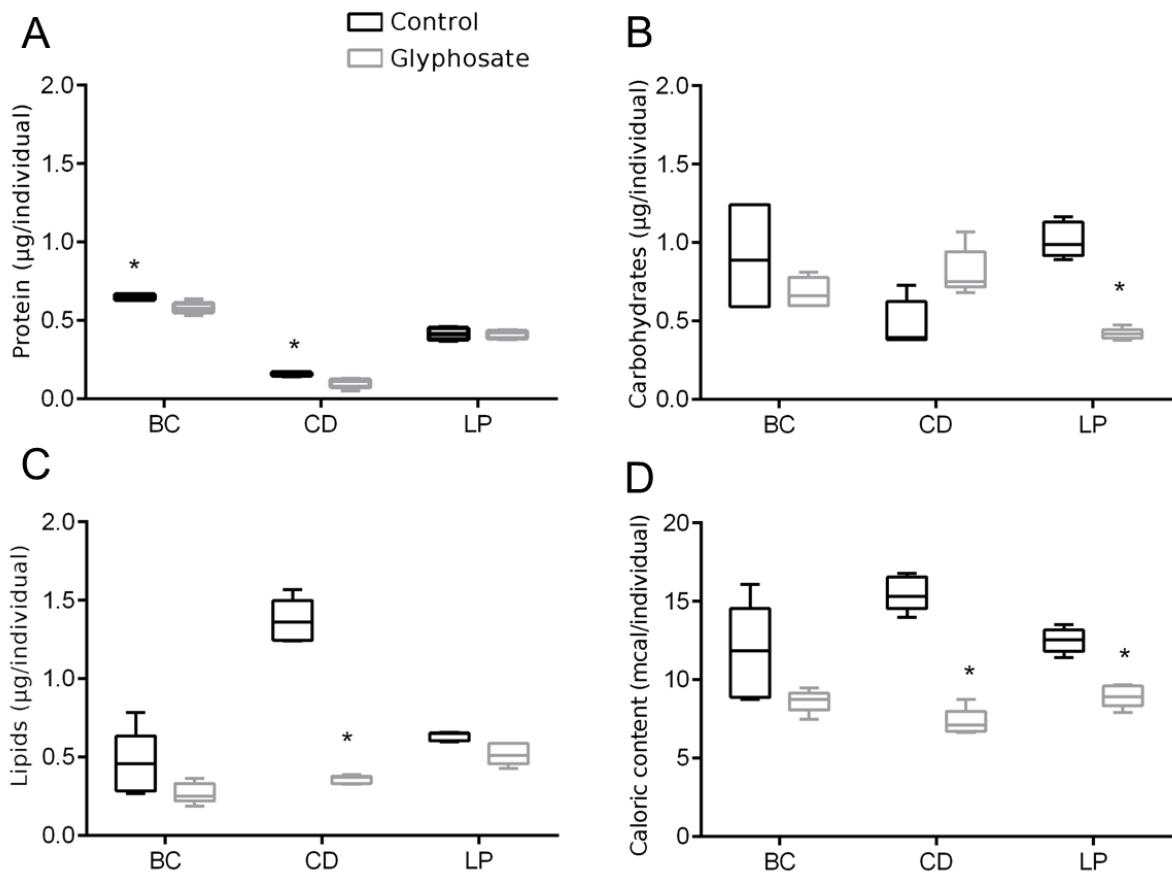 A
Control
Glyphosate
Protein (µg/individual)
2.0
1.5
1.0
0.5
0.0
*
*
BC CD LP
B
Carbohydrates (µg/individual)
2.0
1.5
1.0
0.5
0.0
*
BC CD LP
C
Lipids (µg/individual)
2.0
1.5
1.0
0.5
0.0
*
BC CD LP
D
Caloric content (mcal/individual)
20
15
10
5
0
*
*
BC CD LP